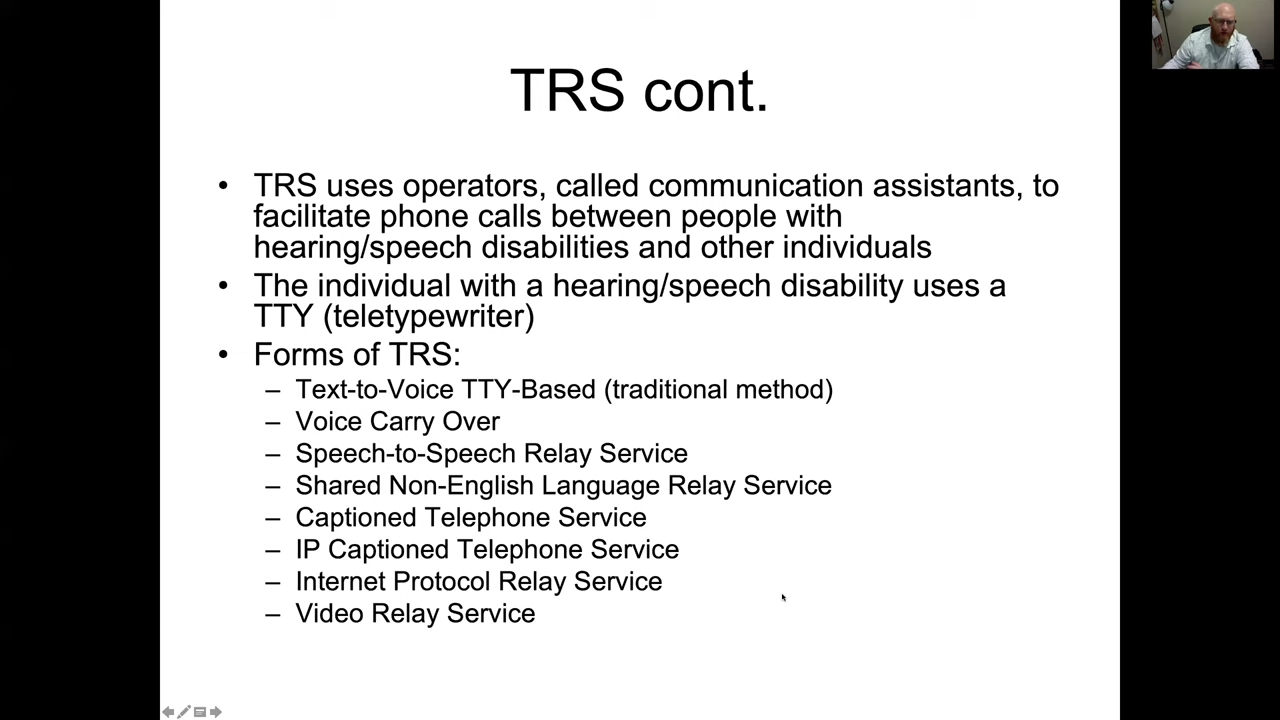 TRS cont.
• TRS uses operators, called communication assistants, to
facilitate phone calls between people with
hearing/speech disabilities and other individuals
• The individual with a hearing/speech disability uses a
TTY (teletypewriter)
• Forms of TRS:
– Text-to-Voice TTY-Based (traditional method)
– Voice Carry Over
– Speech-to-Speech Relay Service
– Shared Non-English Language Relay Service
– Captioned Telephone Service
– IP Captioned Telephone Service
– Internet Protocol Relay Service
– Video Relay Service